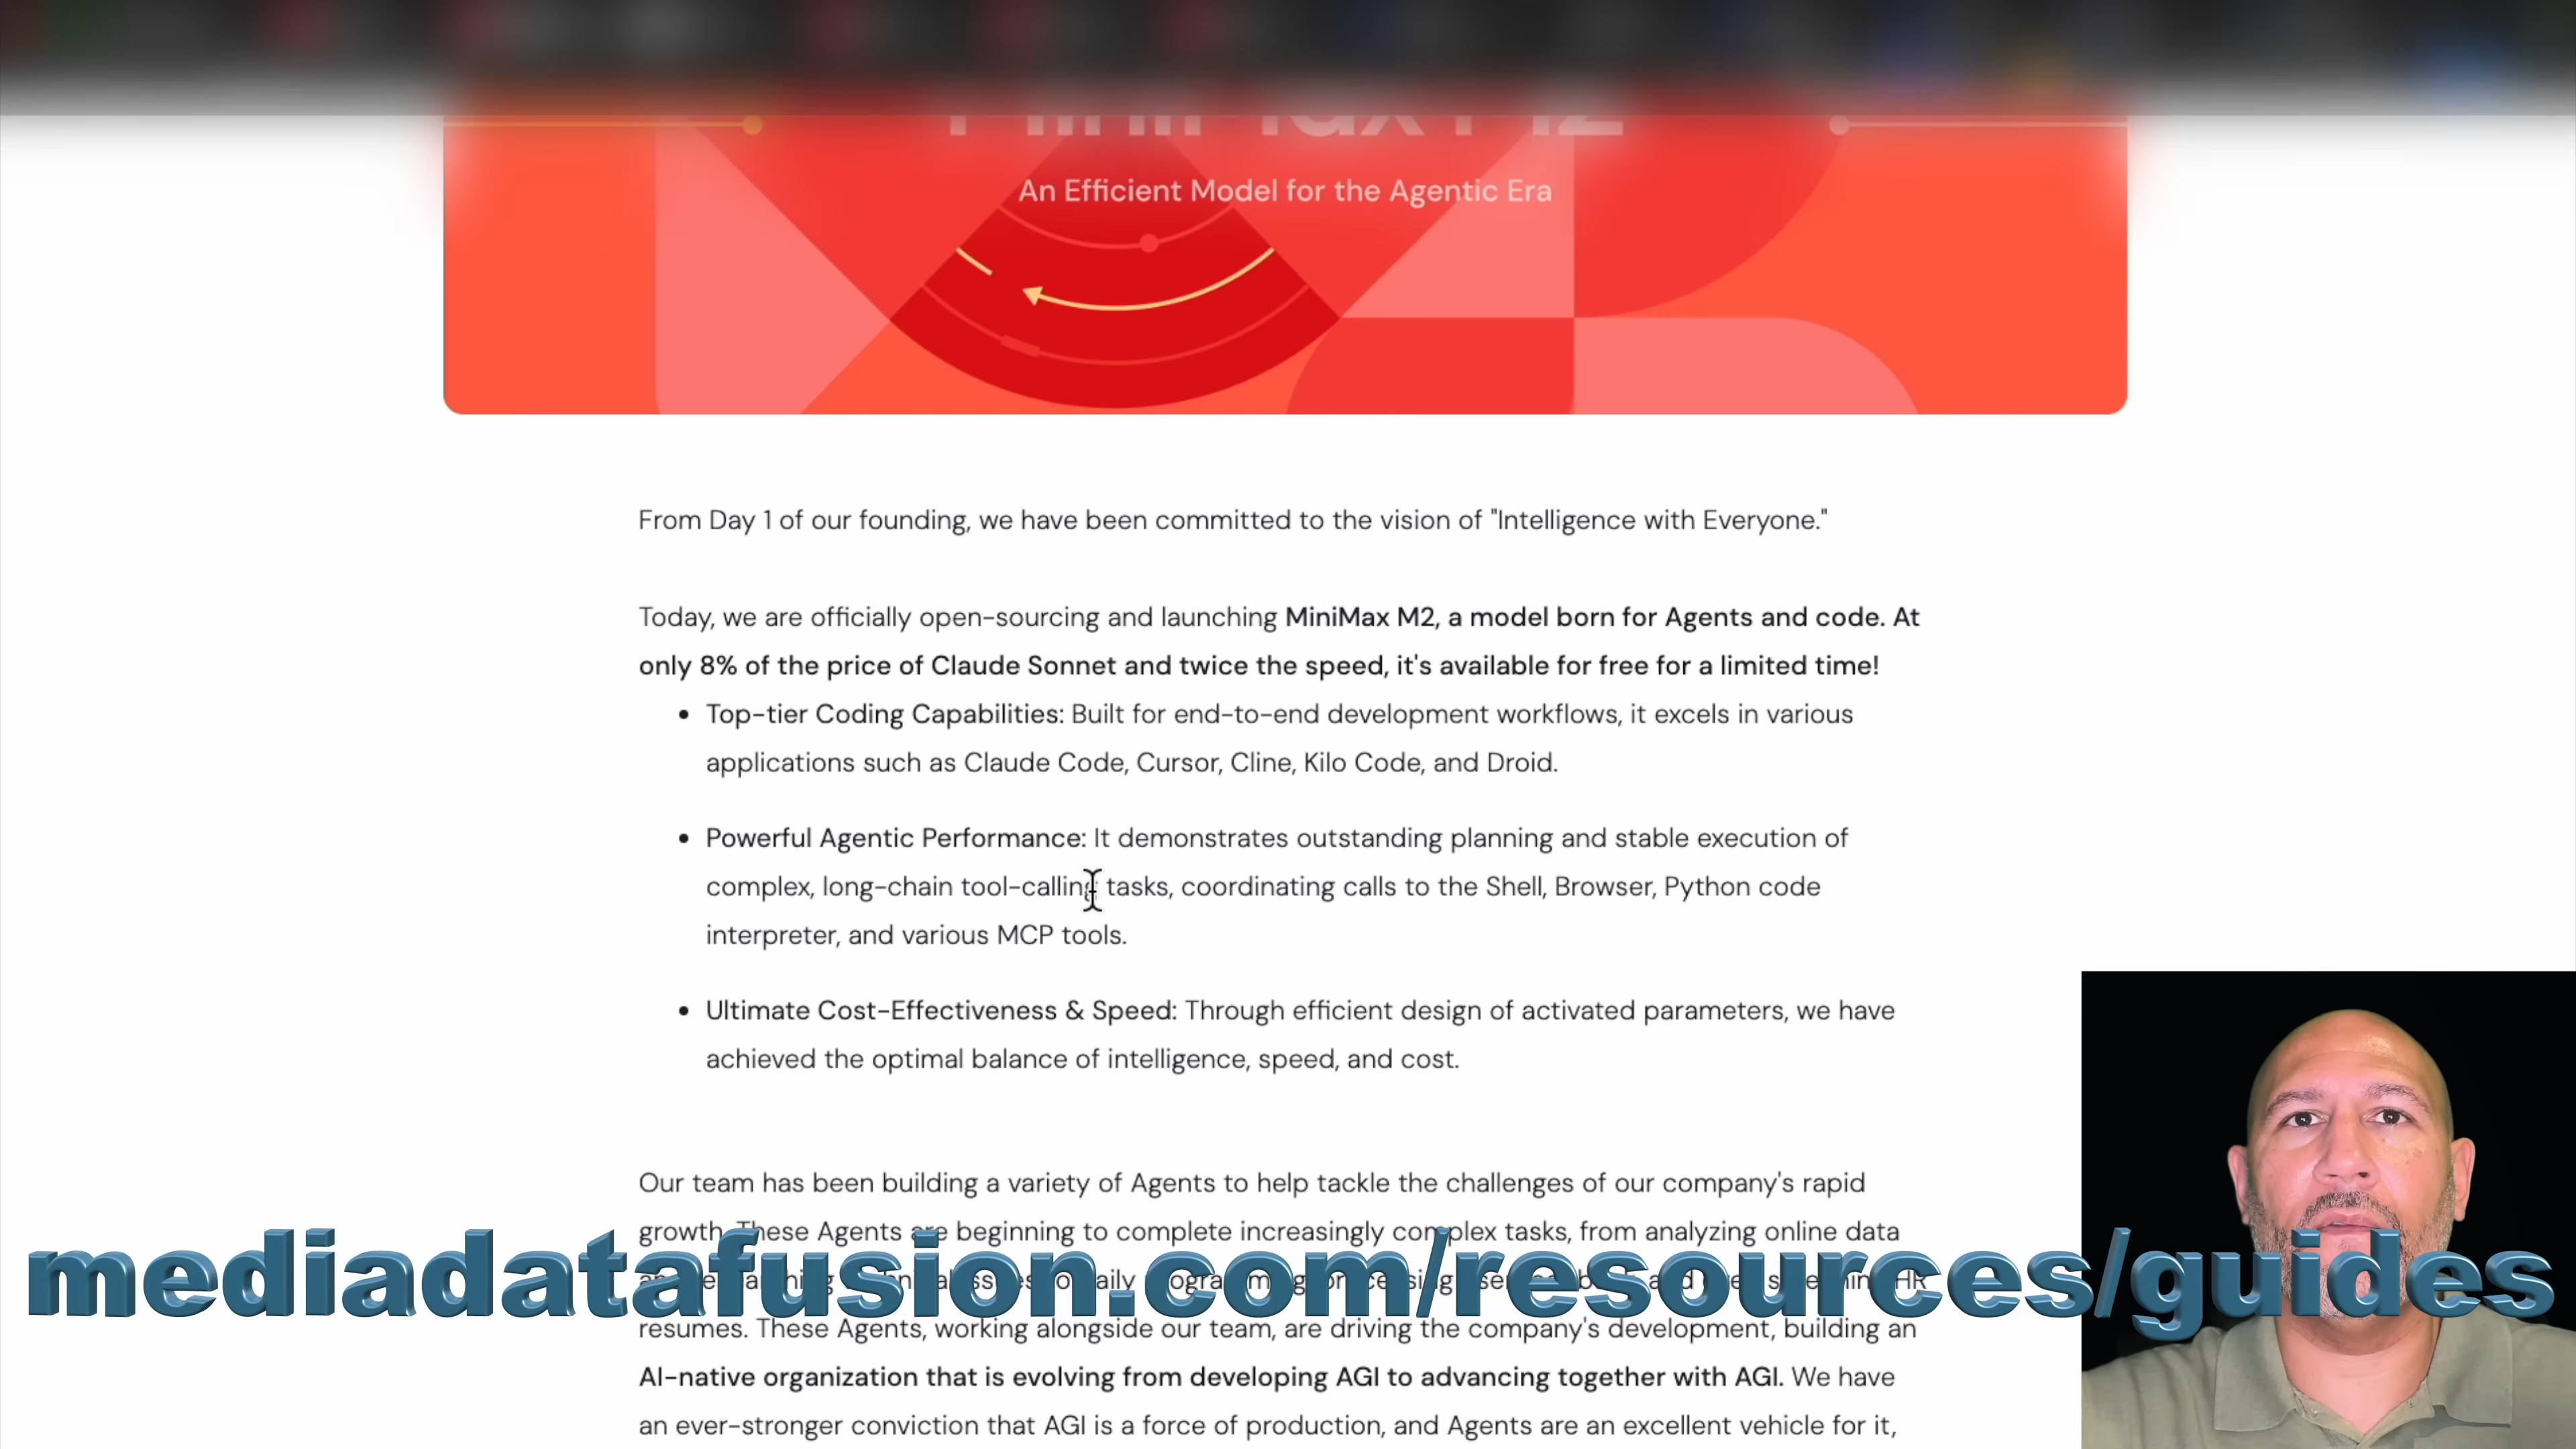 MiniMax M2
An Efficient Model for the Agentic Era
From Day 1 of our founding, we have been committed to the vision of "Intelligence with Everyone."
Today, we are officially open-sourcing and launching MiniMax M2, a model born for Agents and code. At
only 8% of the price of Claude Sonnet and twice the speed, it's available for free for a limited time!
• Top-tier Coding Capabilities: Built for end-to-end development workflows, it excels in various
applications such as Claude Code, Cursor, Cline, Kilo Code, and Droid.
• Powerful Agentic Performance: It demonstrates outstanding planning and stable execution of
complex, long-chain tool-calling tasks, coordinating calls to the Shell, Browser, Python code
interpreter, and various MCP tools.
• Ultimate Cost-Effectiveness & Speed: Through efficient design of activated parameters, we have
achieved the optimal balance of intelligence, speed, and cost.
Our team has been building a variety of Agents to help tackle the challenges of our company's rapid
growth. These Agents are beginning to complete increasingly complex tasks, from analyzing online data
mediadatafusion.com/resources/guides
resumes. These Agents, working alongside our team, are driving the company's development, building an
AI-native organization that is evolving from developing AGI to advancing together with AGI. We have
an ever-stronger conviction that AGI is a force of production, and Agents are an excellent vehicle for it,